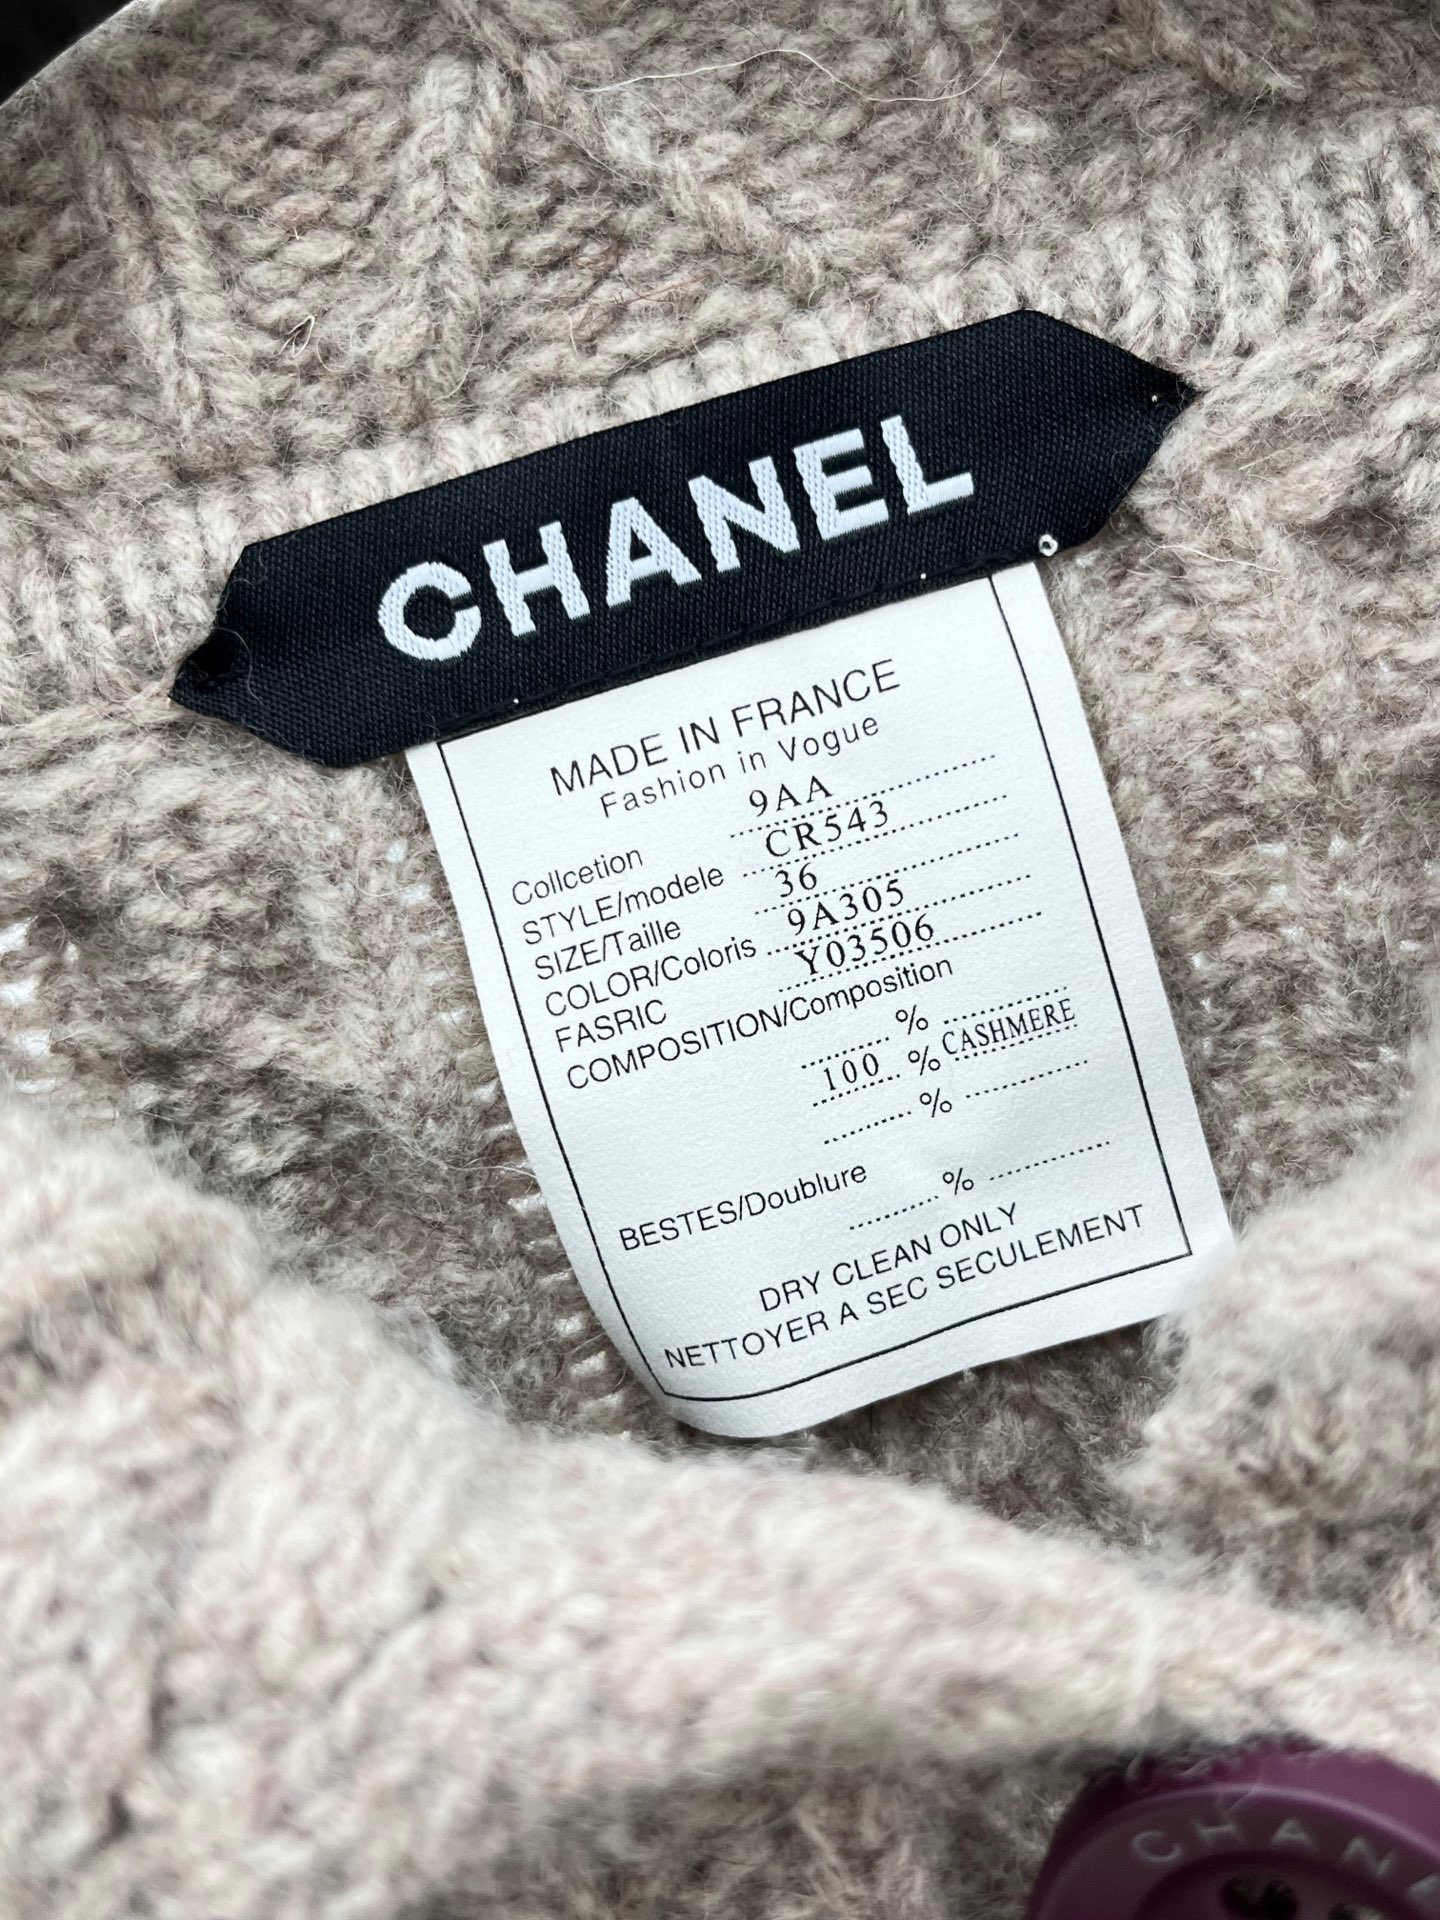 CHANEL
MADE IN FRANCE
Fashion in Vogue
Collcetion 9AA
STYLE/modele CR543
SIZE/Taille 36
COLOR/Coloris 9A305
FASRIC Y03506
COMPOSITION/Composition
%
100 % CASHMERE
%
BESTES/Doublure
%
DRY CLEAN ONLY
NETTOYER A SEC SECULEMENT
CHANE